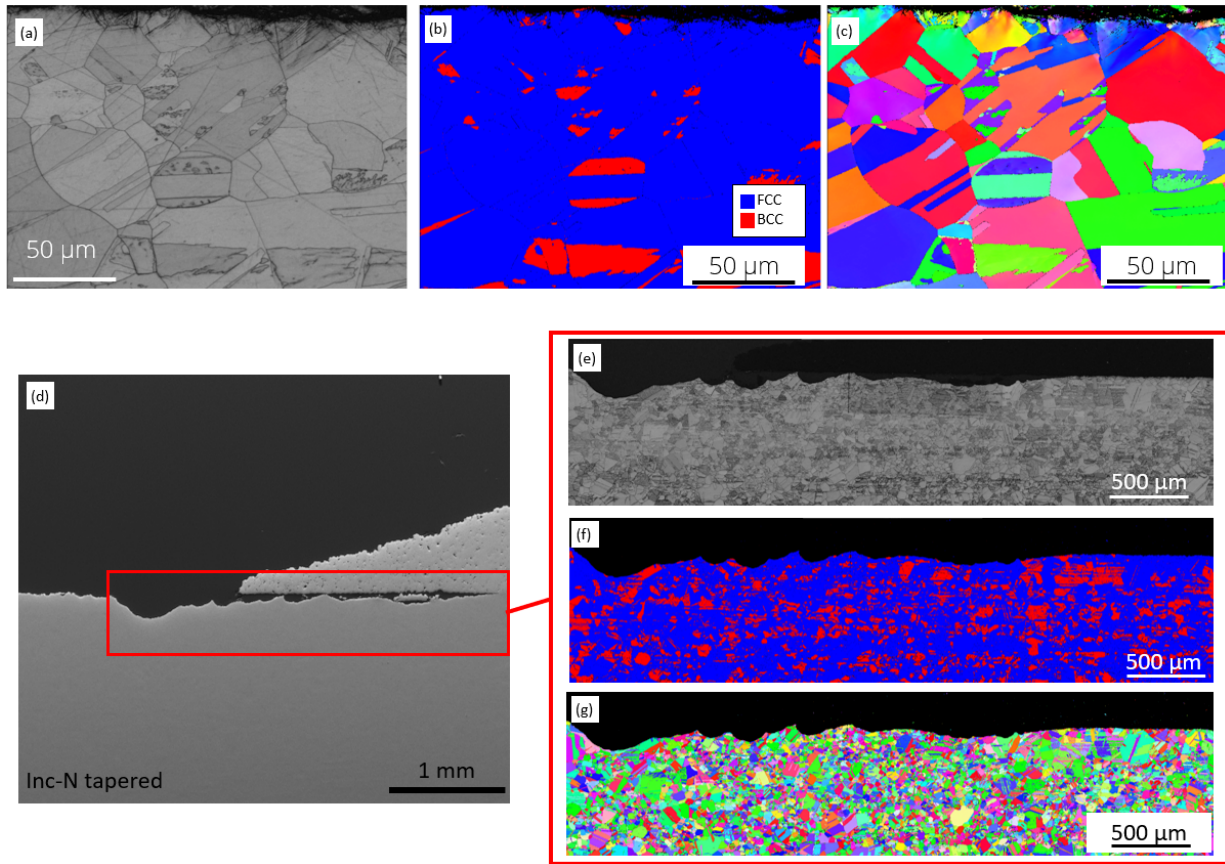 (a)
50 µm
(b)
FCC
BCC
50 µm
(c)
50 µm
(d)
Inc-N tapered
1 mm
(e)
500 µm
(f)
500 µm
(g)
500 µm